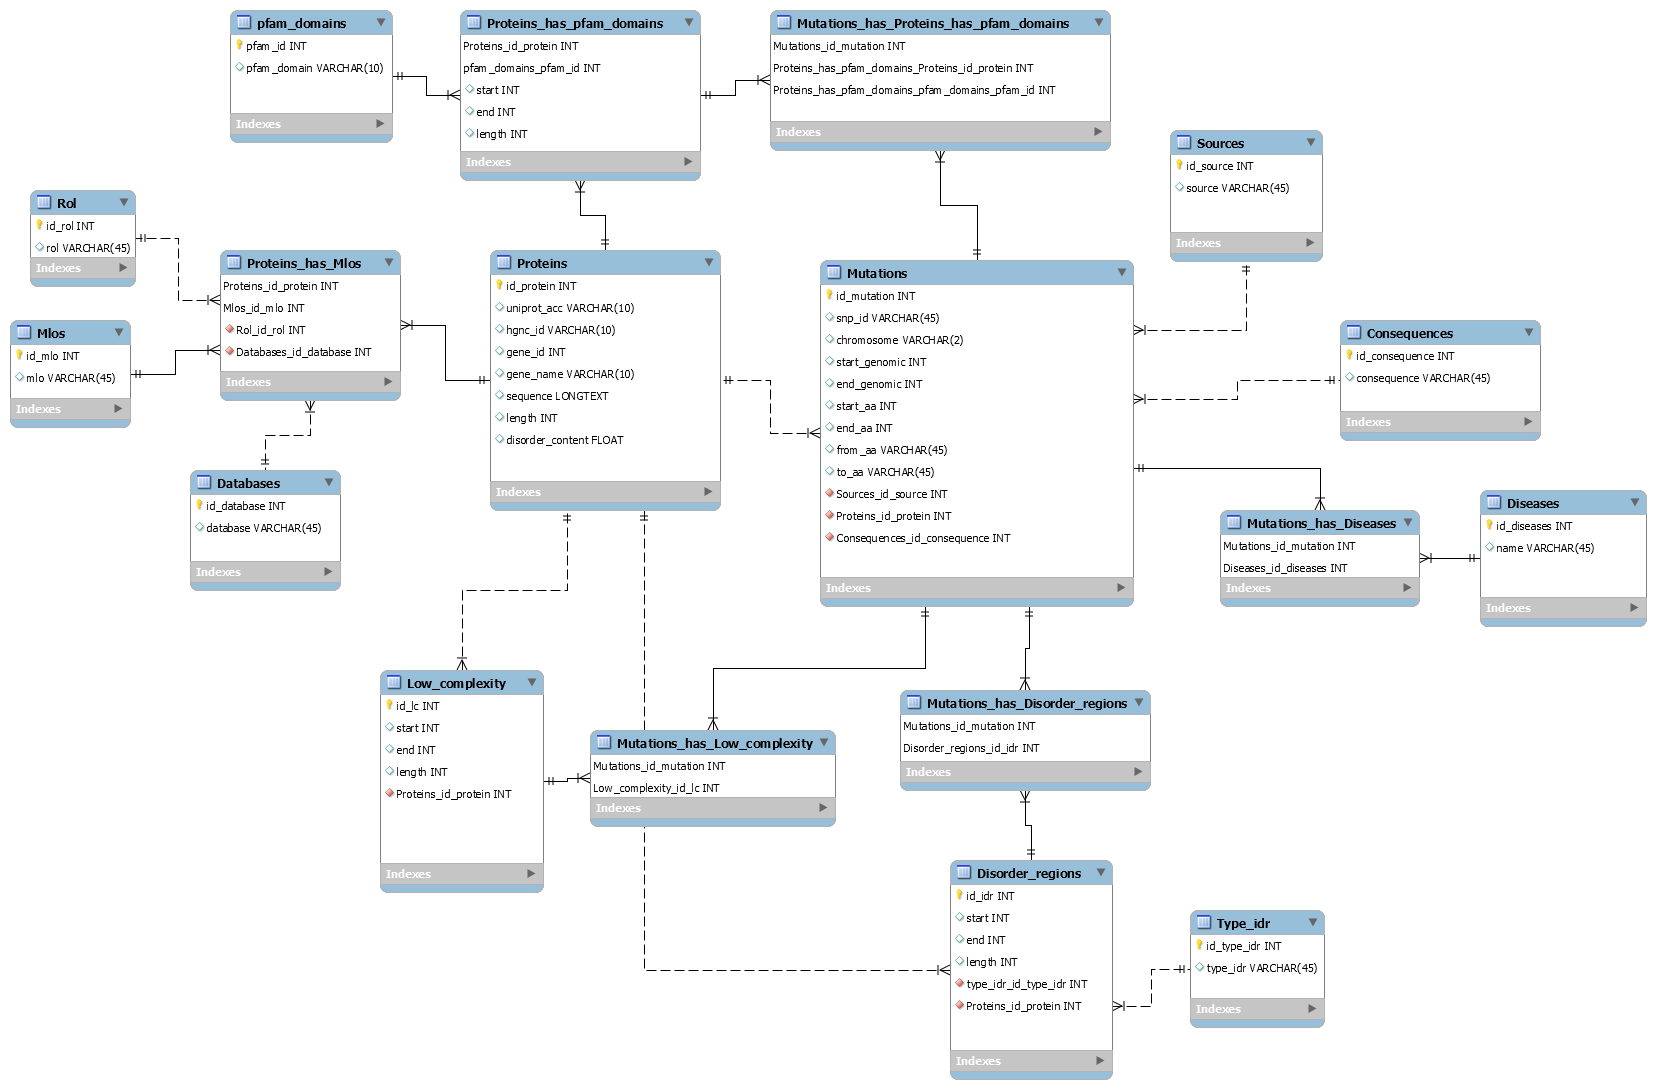 pfam_domains
pfam_id INT
pfam_domain VARCHAR(10)
Indexes
Proteins_has_pfam_domains
Proteins_id_protein INT
pfam_domains_pfam_id INT
start INT
end INT
length INT
Indexes
Mutations_has_Proteins_has_pfam_domains
Mutations_id_mutation INT
Proteins_has_pfam_domains_Proteins_id_protein INT
Proteins_has_pfam_domains_pfam_domains_pfam_id INT
Indexes
Sources
id_source INT
source VARCHAR(45)
Indexes
Rol
id_rol INT
rol VARCHAR(45)
Indexes
Proteins_has_Mlos
Proteins_id_protein INT
Mlos_id_mlo INT
Rol_id_rol INT
Databases_id_database INT
Indexes
Proteins
id_protein INT
uniprot_acc VARCHAR(10)
hgnc_id VARCHAR(10)
gene_id INT
gene_name VARCHAR(10)
sequence LONGTEXT
length INT
disorder_content FLOAT
Indexes
Mutations
id_mutation INT
snp_id VARCHAR(45)
chromosome VARCHAR(2)
start_genomic INT
end_genomic INT
start_aa INT
end_aa INT
from_aa VARCHAR(45)
to_aa VARCHAR(45)
Sources_id_source INT
Proteins_id_protein INT
Consequences_id_consequence INT
Indexes
Mlos
id_mlo INT
mlo VARCHAR(45)
Indexes
Consequences
id_consequence INT
consequence VARCHAR(45)
Indexes
Databases
id_database INT
database VARCHAR(45)
Indexes
Mutations_has_Diseases
Mutations_id_mutation INT
Diseases_id_diseases INT
Indexes
Diseases
id_diseases INT
name VARCHAR(45)
Indexes
Low_complexity
id_lc INT
start INT
end INT
length INT
Proteins_id_protein INT
Indexes
Mutations_has_Low_complexity
Mutations_id_mutation INT
Low_complexity_id_lc INT
Indexes
Mutations_has_Disorder_regions
Mutations_id_mutation INT
Disorder_regions_id_idr INT
Indexes
Disorder_regions
id_idr INT
start INT
end INT
length INT
type_idr_id_type_idr INT
Proteins_id_protein INT
Indexes
Type_idr
id_type_idr INT
type_idr VARCHAR(45)
Indexes